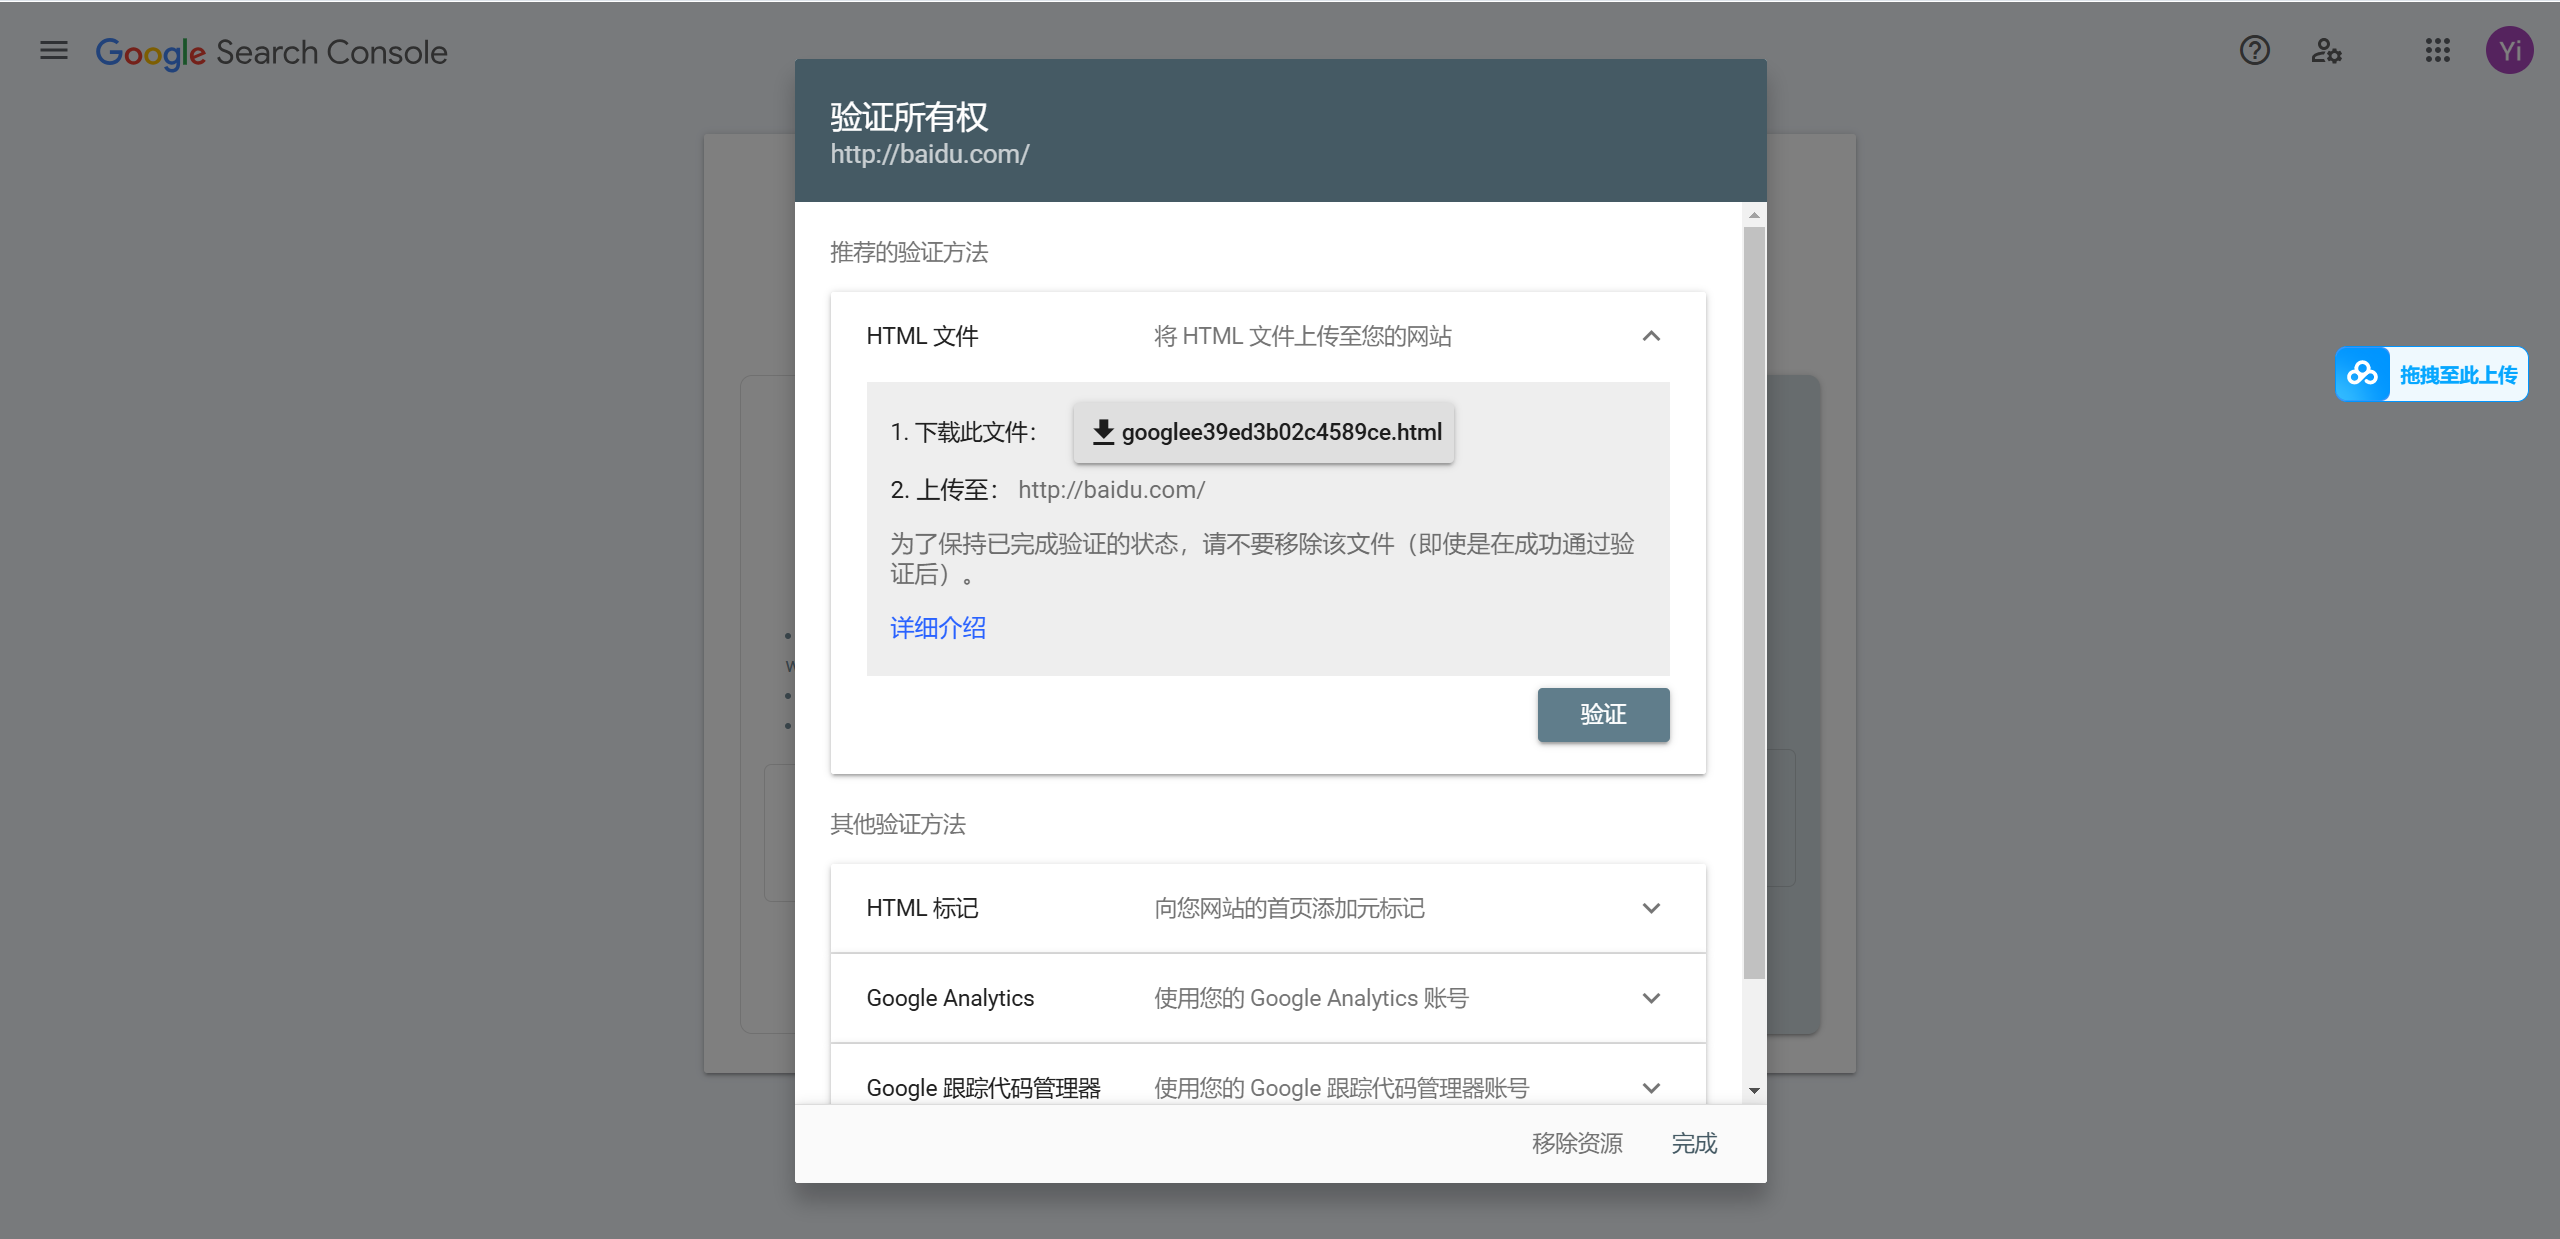 Google Search Console
Yi
验证所有权
http://baidu.com/
推荐的验证方法
HTML 文件
将 HTML 文件上传至您的网站
1. 下载此文件：
googlee39ed3b02c4589ce.html
2. 上传至：
http://baidu.com/
为了保持已完成验证的状态，请不要移除该文件（即使是在成功通过验
证后）。
详细介绍
验证
其他验证方法
HTML 标记
向您网站的首页添加元标记
Google Analytics
使用您的 Google Analytics 账号
Google 跟踪代码管理器
使用您的 Google 跟踪代码管理器账号
移除资源
完成
拖拽至此上传